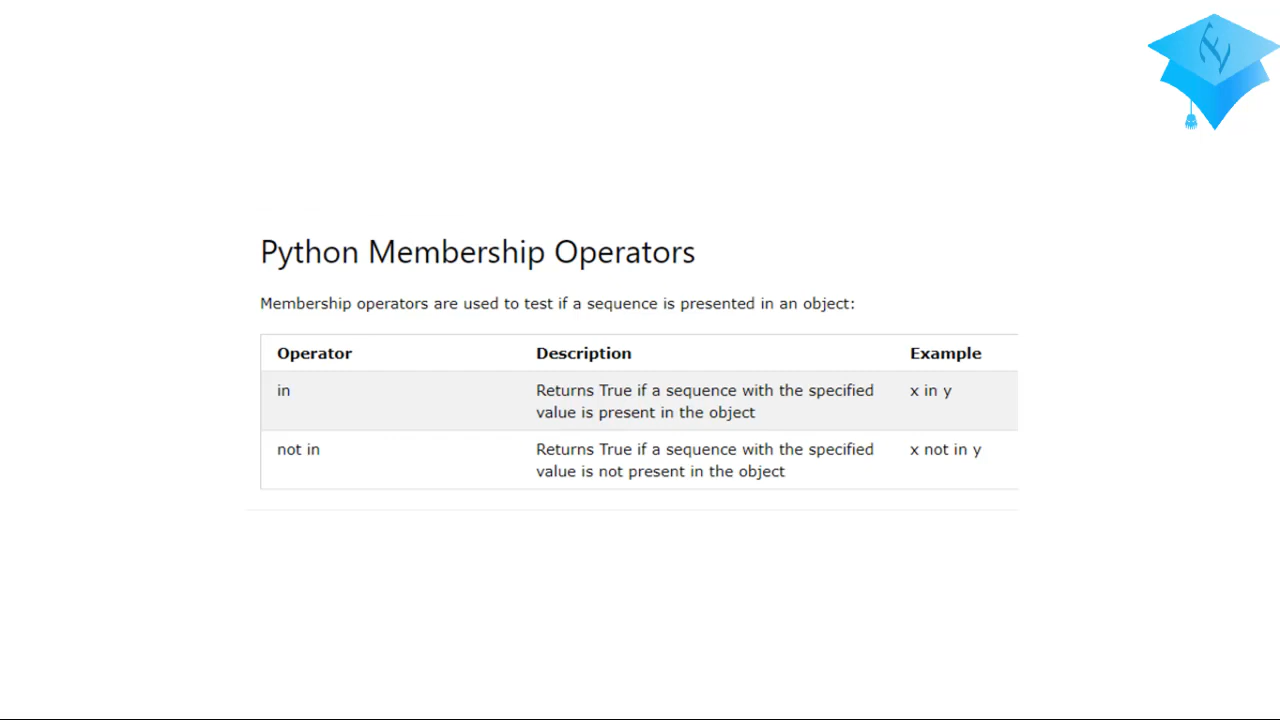 Python Membership Operators
Membership operators are used to test if a sequence is presented in an object:
Operator Description Example
in Returns True if a sequence with the specified x in y
value is present in the object
not in Returns True if a sequence with the specified x not in y
value is not present in the object